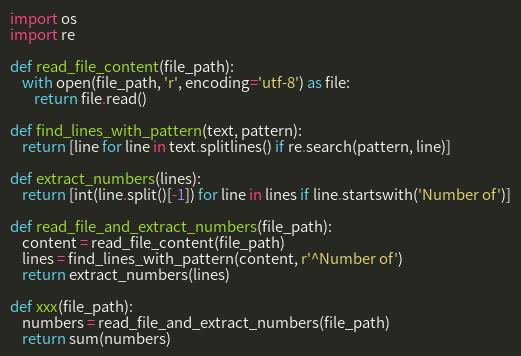 import os
import re

def read_file_content(file_path):
    with open(file_path, 'r', encoding='utf-8') as file:
        return file.read()

def find_lines_with_pattern(text, pattern):
    return [line for line in text.splitlines() if re.search(pattern, line)]

def extract_numbers(lines):
    return [int(line.split()[-1]) for line in lines if line.startswith('Number of')]

def read_file_and_extract_numbers(file_path):
    content = read_file_content(file_path)
    lines = find_lines_with_pattern(content, r'^Number of')
    return extract_numbers(lines)

def xxx(file_path):
    numbers = read_file_and_extract_numbers(file_path)
    return sum(numbers)